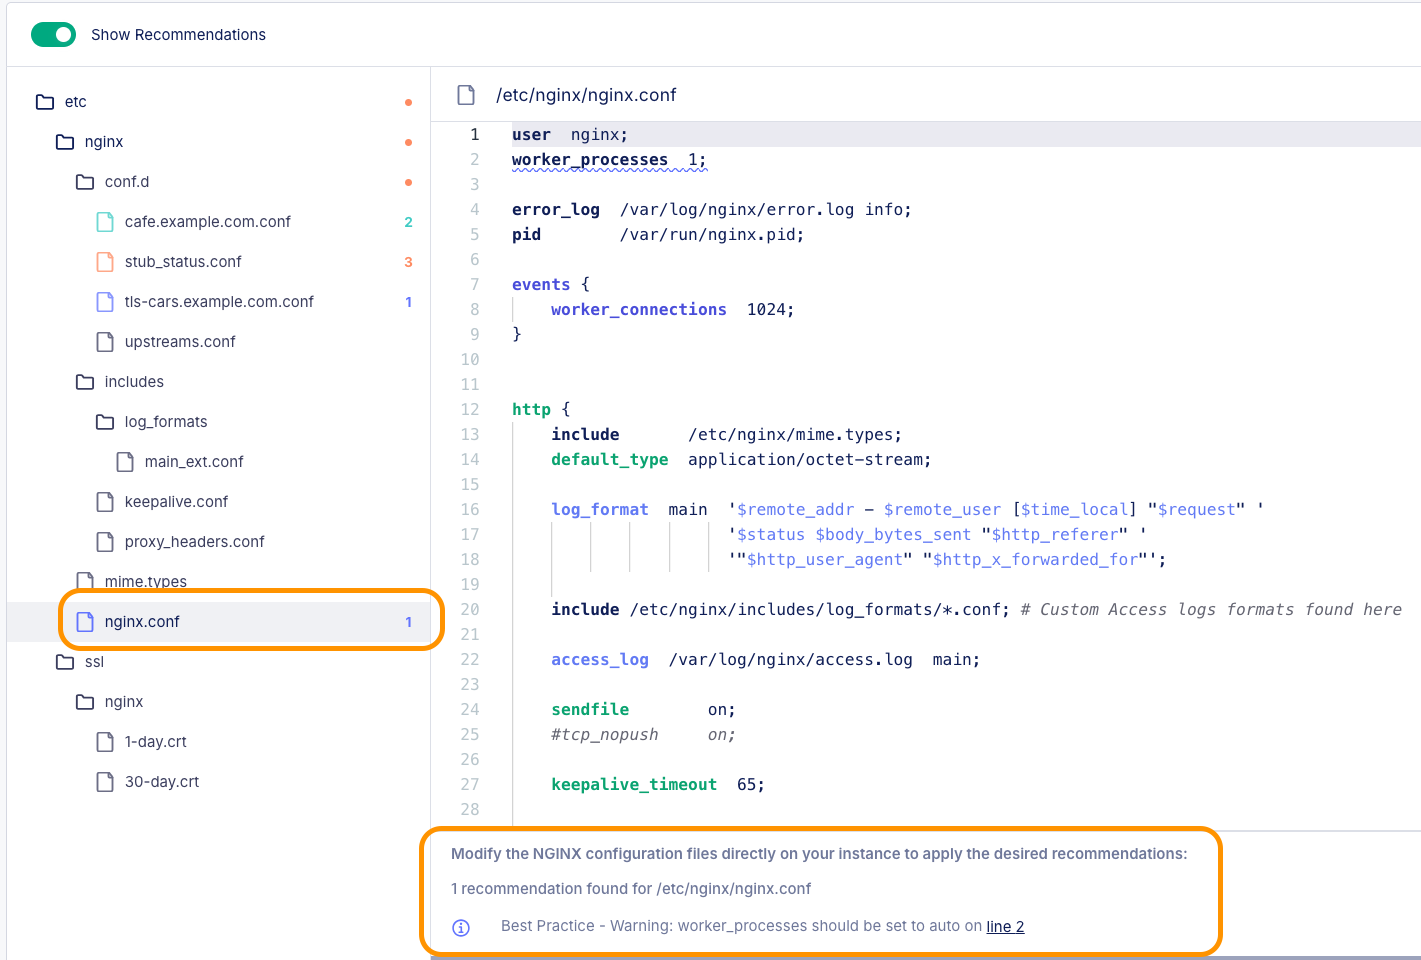 Show Recommendations
etc
nginx
conf.d
cafe.example.com.conf 2
stub_status.conf 3
tls-cars.example.com.conf 1
upstreams.conf
includes
log_formats
main_ext.conf
keepalive.conf
proxy_headers.conf
mime.types
nginx.conf 1
ssl
nginx
1-day.crt
30-day.crt
/etc/nginx/nginx.conf
1 user  nginx;
2 worker_processes  1;
3
4 error_log  /var/log/nginx/error.log info;
5 pid        /var/run/nginx.pid;
6
7 events {
8     worker_connections  1024;
9 }
10
11
12 http {
13     include       /etc/nginx/mime.types;
14     default_type  application/octet-stream;
15
16     log_format  main  '$remote_addr - $remote_user [$time_local] "$request" '
17                       '$status $body_bytes_sent "$http_referer" '
18                       '"$http_user_agent" "$http_x_forwarded_for"';
19
20     include /etc/nginx/includes/log_formats/*.conf; # Custom Access logs formats found here
21
22     access_log  /var/log/nginx/access.log  main;
23
24     sendfile        on;
25     #tcp_nopush     on;
26
27     keepalive_timeout  65;
28
Modify the NGINX configuration files directly on your instance to apply the desired recommendations:
1 recommendation found for /etc/nginx/nginx.conf
Best Practice - Warning: worker_processes should be set to auto on line 2